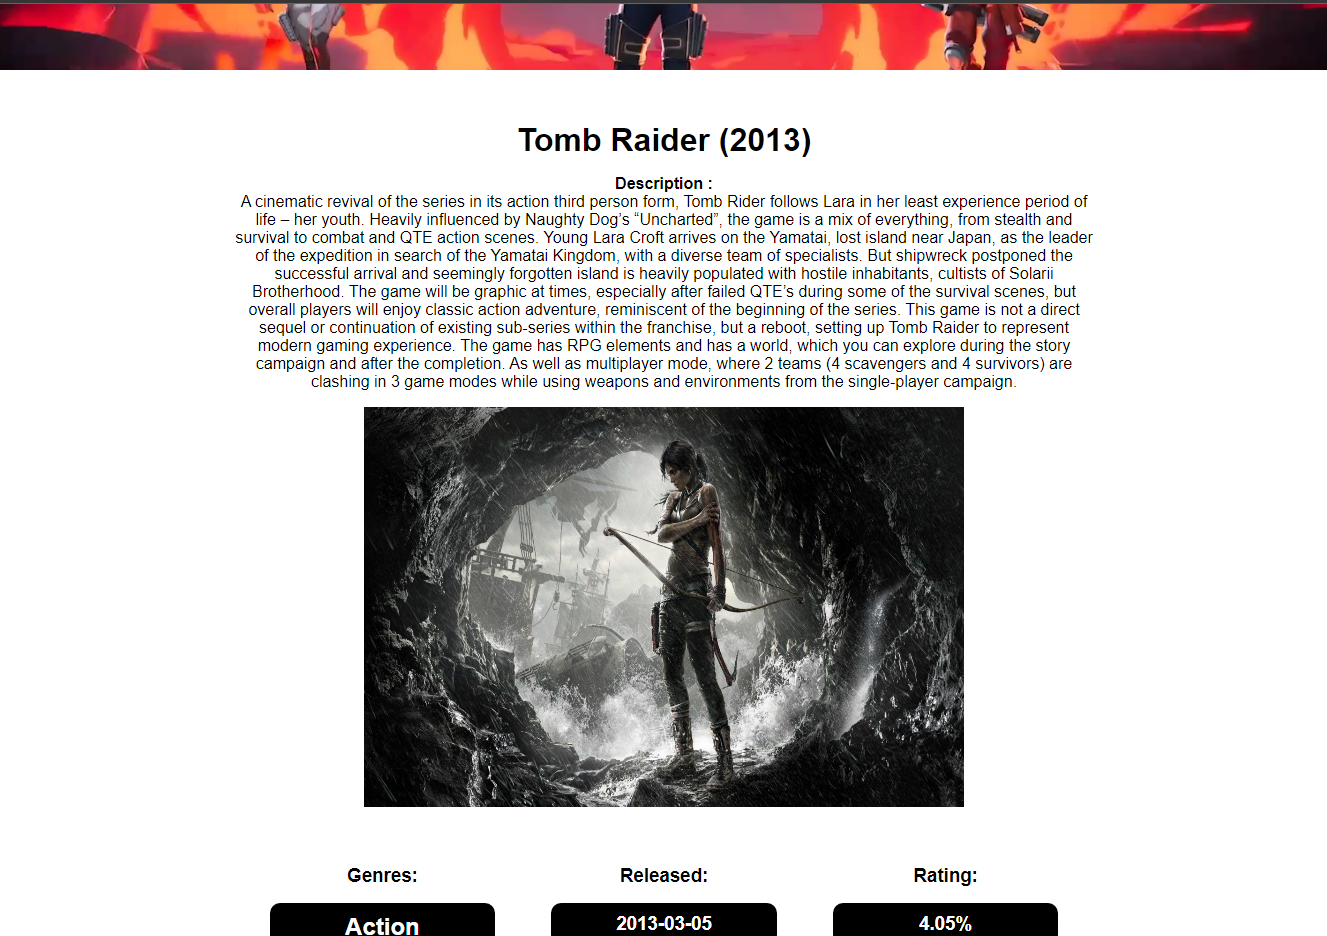 Tomb Raider (2013)
Description :
A cinematic revival of the series in its action third person form, Tomb Rider follows Lara in her least experience period of
life – her youth. Heavily influenced by Naughty Dog’s “Uncharted”, the game is a mix of everything, from stealth and
survival to combat and QTE action scenes. Young Lara Croft arrives on the Yamatai, lost island near Japan, as the leader
of the expedition in search of the Yamatai Kingdom, with a diverse team of specialists. But shipwreck postponed the
successful arrival and seemingly forgotten island is heavily populated with hostile inhabitants, cultists of Solarii
Brotherhood. The game will be graphic at times, especially after failed QTE’s during some of the survival scenes, but
overall players will enjoy classic action adventure, reminiscent of the beginning of the series. This game is not a direct
sequel or continuation of existing sub-series within the franchise, but a reboot, setting up Tomb Raider to represent
modern gaming experience. The game has RPG elements and has a world, which you can explore during the story
campaign and after the completion. As well as multiplayer mode, where 2 teams (4 scavengers and 4 survivors) are
clashing in 3 game modes while using weapons and environments from the single-player campaign.
Genres: Released: Rating:
Action 2013-03-05 4.05%